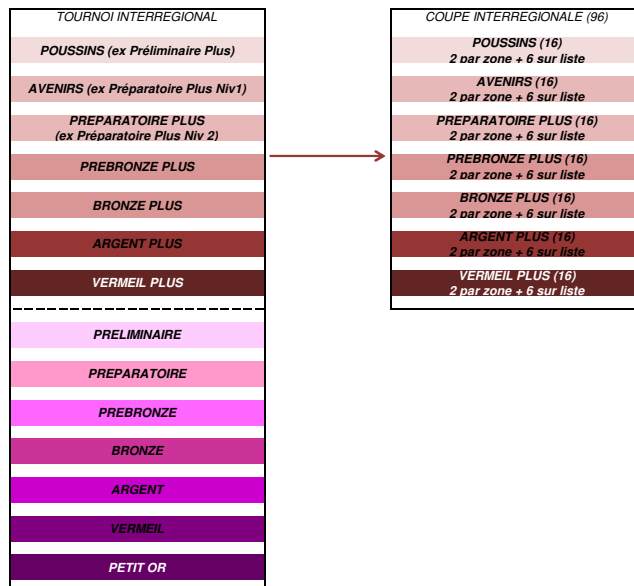 TOURNOI INTERREGIONAL
POUSSINS (ex Préliminaire Plus)
AVENIRS (ex Préparatoire Plus Niv1)
PREPARATOIRE PLUS
(ex Préparatoire Plus Niv 2)
PREBRONZE PLUS
BRONZE PLUS
ARGENT PLUS
VERMEIL PLUS
PRELIMINAIRE
PREPARATOIRE
PREBRONZE
BRONZE
ARGENT
VERMEIL
PETIT OR
COUPE INTERREGIONALE (96)
POUSSINS (16)
2 par zone + 6 sur liste
AVENIRS (16)
2 par zone + 6 sur liste
PREPARATOIRE PLUS (16)
2 par zone + 6 sur liste
PREBRONZE PLUS (16)
2 par zone + 6 sur liste
BRONZE PLUS (16)
2 par zone + 6 sur liste
ARGENT PLUS (16)
2 par zone + 6 sur liste
VERMEIL PLUS (16)
2 par zone + 6 sur liste